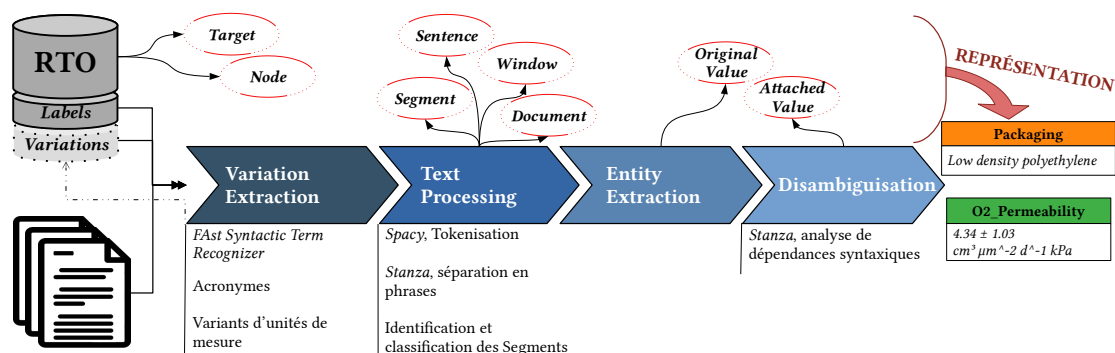 RTO
Labels
Variations
Target
Node
Sentence
Window
Segment
Document
Original
Value
Attached
Value
REPRÉSENTATION
Packaging
Low density polyethylene
O2_Permeability
4.34 ± 1.03
cm³ µm^-2 d^-1 kPa
Variation
Extraction
Text
Processing
Entity
Extraction
Disambiguisation
FAst Syntactic Term
Recognizer
Acronymes
Variants d'unités de
mesure
Spacy, Tokenisation
Stanza, séparation en
phrases
Identification et
classification des Segments
Stanza, analyse de
dépendances syntaxiques